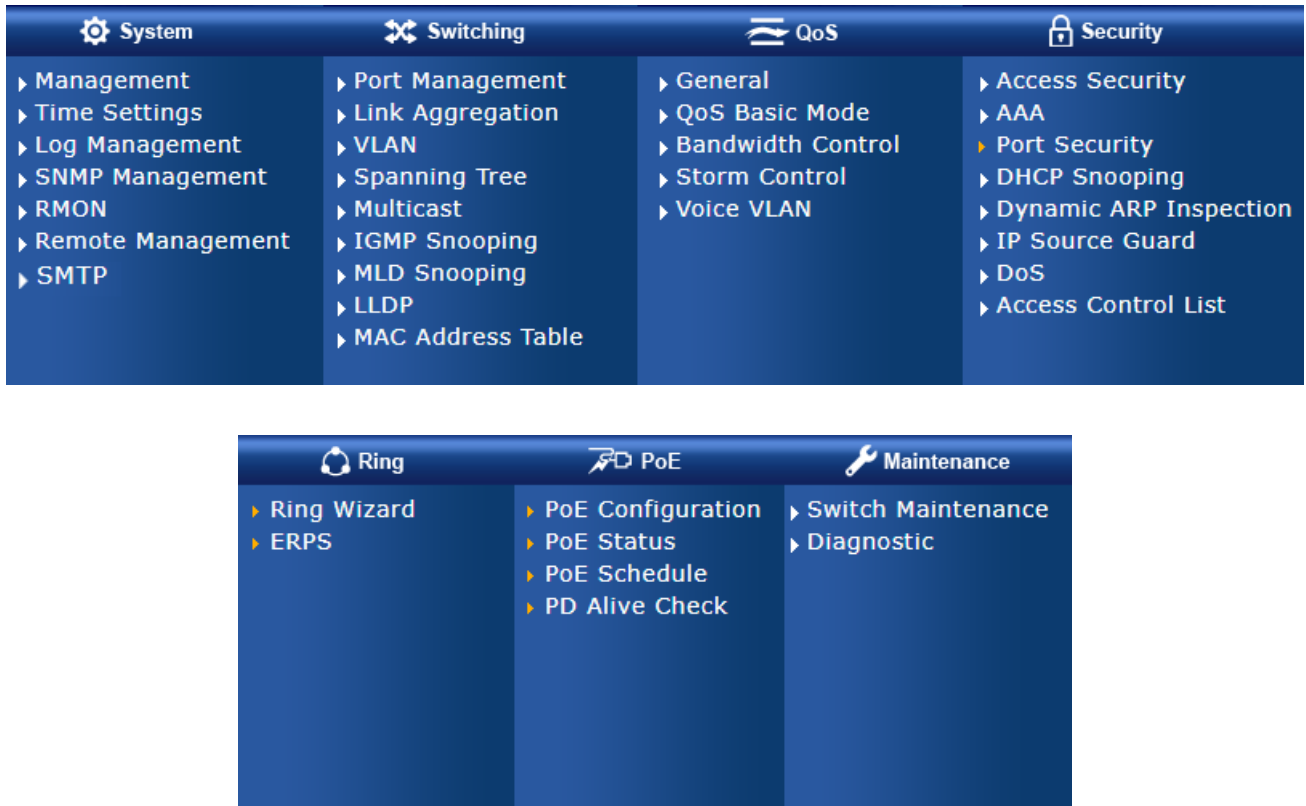 System
Management
Time Settings
Log Management
SNMP Management
RMON
Remote Management
SMTP
Switching
Port Management
Link Aggregation
VLAN
Spanning Tree
Multicast
IGMP Snooping
MLD Snooping
LLDP
MAC Address Table
QoS
General
QoS Basic Mode
Bandwidth Control
Storm Control
Voice VLAN
Security
Access Security
AAA
Port Security
DHCP Snooping
Dynamic ARP Inspection
IP Source Guard
DoS
Access Control List
Ring
Ring Wizard
ERPS
PoE
PoE Configuration
PoE Status
PoE Schedule
PD Alive Check
Maintenance
Switch Maintenance
Diagnostic